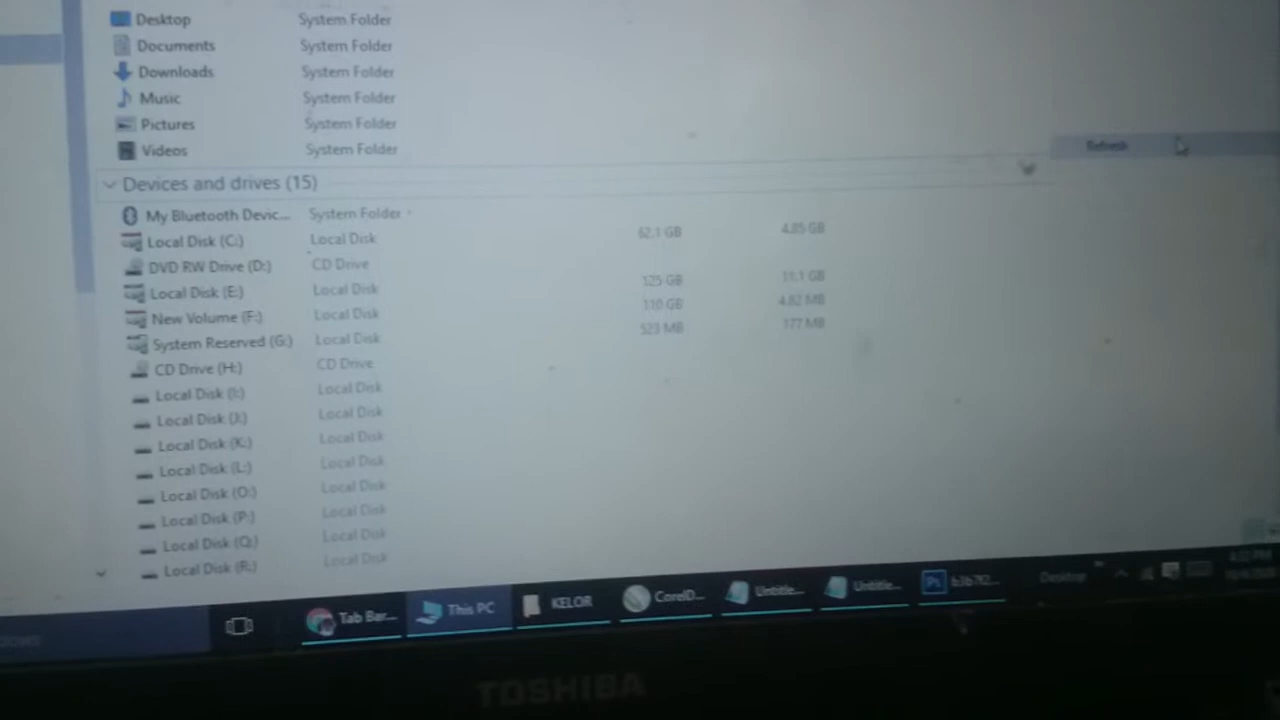 Desktop System Folder
Documents System Folder
Downloads System Folder
Music System Folder
Pictures System Folder
Refresh
Videos System Folder
Devices and drives (15)
My Bluetooth Devic... System Folder
Local Disk (C:) Local Disk 62.1 GB 4.85 GB
DVD RW Drive (D:) CD Drive
Local Disk (E:) Local Disk 125 GB 11.1 GB
New Volume (F:) Local Disk 110 GB 4.82 MB
System Reserved (G:) Local Disk 523 MB 177 MB
CD Drive (H:) CD Drive
Local Disk (I:) Local Disk
Local Disk (J:) Local Disk
Local Disk (K:) Local Disk
Local Disk (L:) Local Disk
Local Disk (O:) Local Disk
Local Disk (P:) Local Disk
Local Disk (Q:) Local Disk
Local Disk (R:) Local Disk
Tab Bar... This PC KELOR CorelD... Untitle... Untitle... Ps Desktop
TOSHIBA